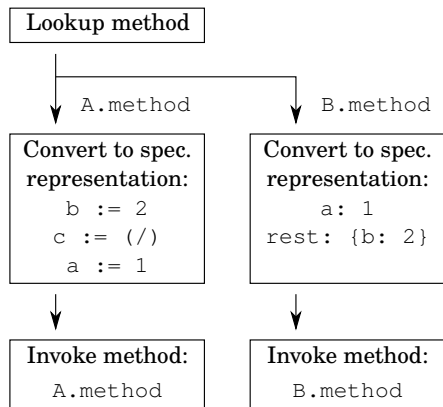 Lookup method
A.method
B.method
Convert to spec.
representation:
b := 2
c := (/)
a := 1
Convert to spec.
representation:
a: 1
rest: {b: 2}
Invoke method:
A.method
Invoke method:
B.method